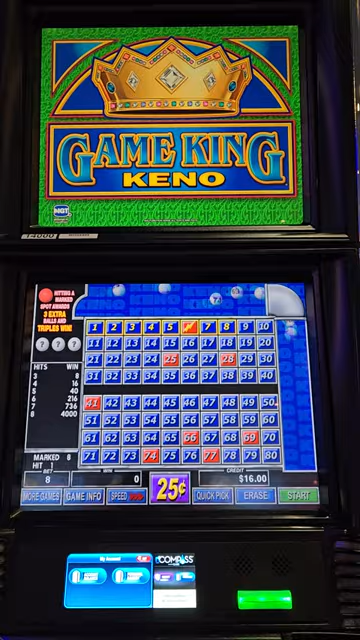 GAME KING
KENO
IGT
14000
HITTING A
MARKED
SPOT AWARDS
3 EXTRA
BALLS AND
TRIPLES WIN!
? ? ?
HITS WIN
3 8
4 16
5 40
6 216
7 736
8 4000
MARKED 8
HIT
1 2 3 4 5 7 8 9 10
11 12 13 14 15 16 17 18 19 20
21 22 23 24 25 26 27 28 29 30
31 32 33 34 35 36 37 38 39 40
41 42 43 44 45 46 47 48 49 50
51 52 53 54 55 56 57 58 59 60
61 62 63 64 65 66 67 68 69 70
71 72 73 74 75 76 77 78 79 80
BET WIN CREDIT
8 0 25¢ $16.00
MORE GAMES GAME INFO SPEED QUICK PICK ERASE START
My Account
COMPASS